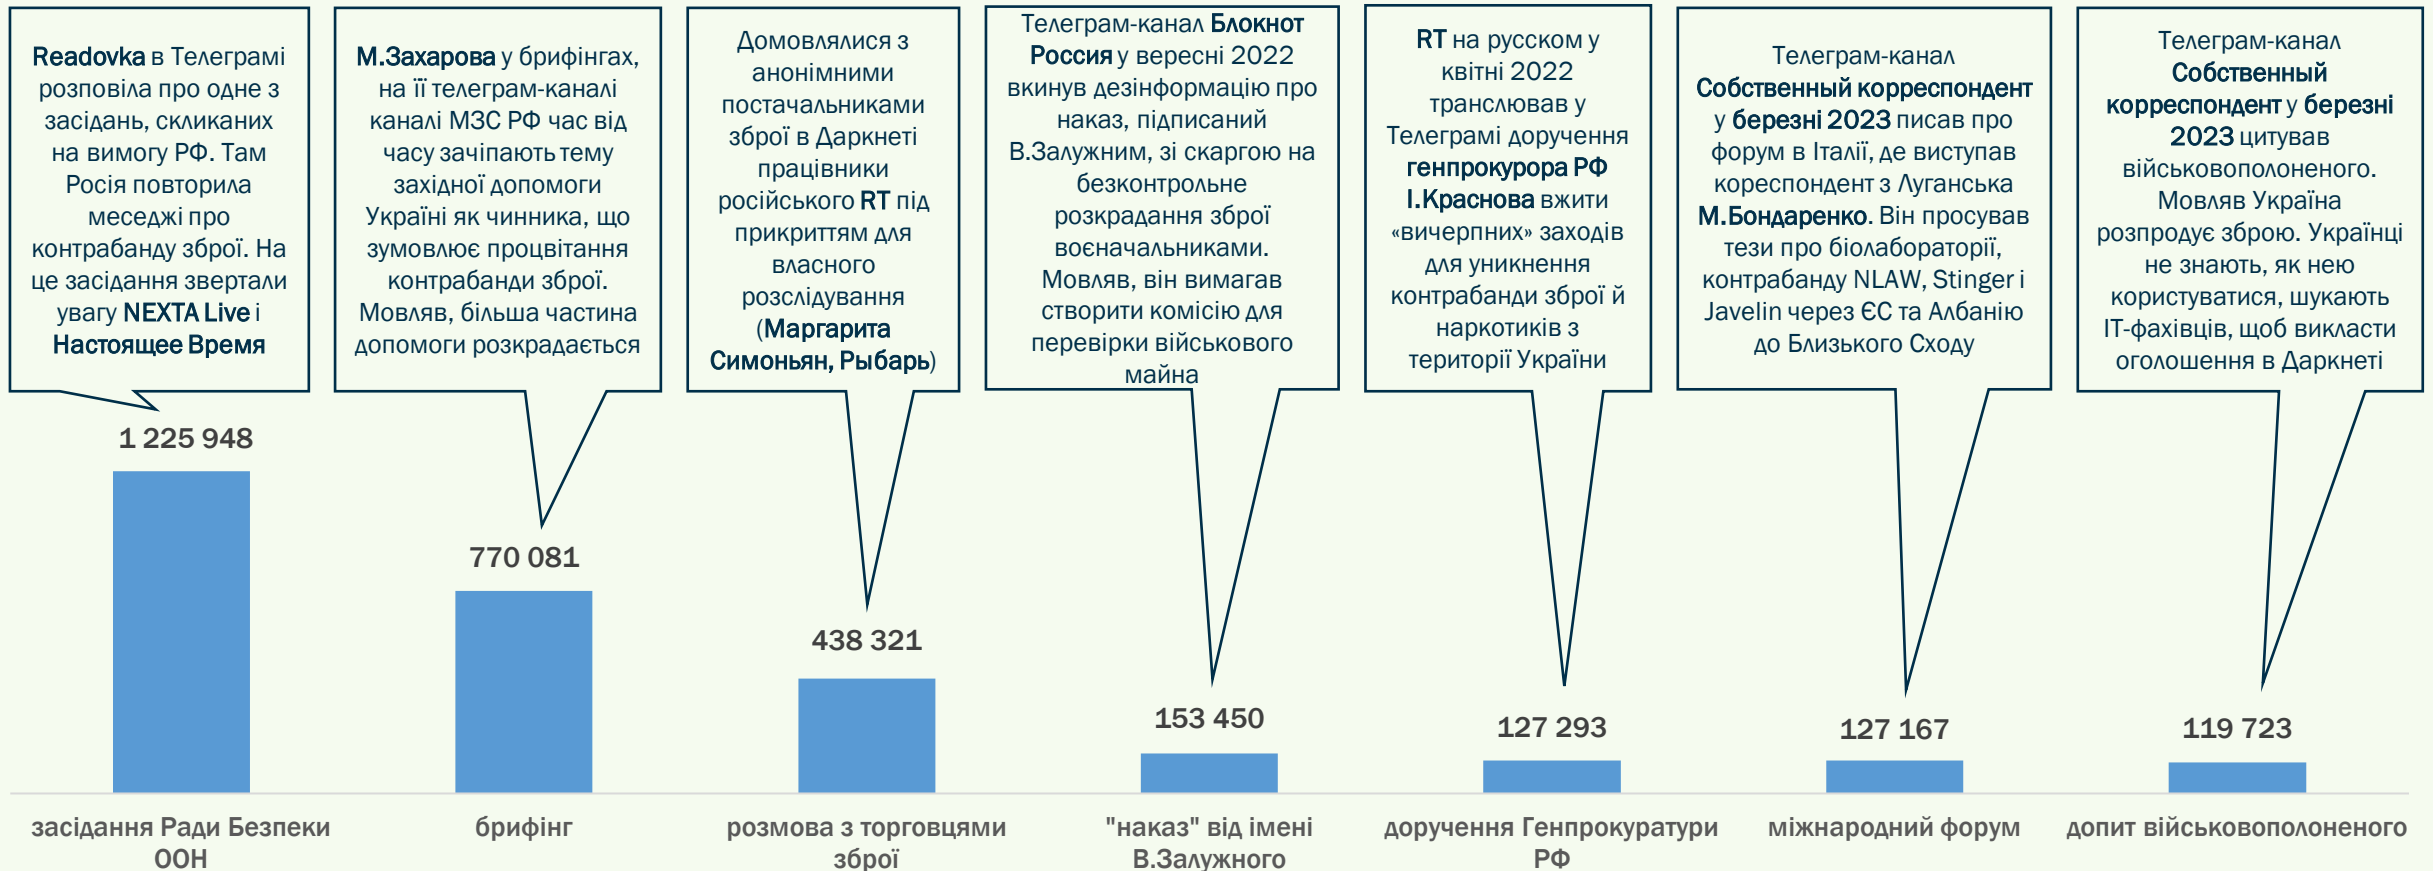 Readovka в Телеграмі
розповіла про одне з
засідань, скликаних
на вимогу РФ. Там
Росія повторила
меседжі про
контрабанду зброї. На
це засідання звертали
увагу NEXTA Live і
Настоящее Время
М.Захарова у брифінгах,
на її телеграм-каналі
каналі МЗС РФ час від
часу зачіпають тему
західної допомоги
Україні як чинника, що
зумовлює процвітання
контрабанди зброї.
Мовляв, більша частина
допомоги розкрадається
Домовлялися з
анонімними
постачальниками
зброї в Даркнеті
працівники
російського RT під
прикриттям для
власного
розслідування
(Маргарита
Симоньян, Рыбарь)
Телеграм-канал Блокнот
Россия у вересні 2022
вкинув дезінформацію про
наказ, підписаний
В.Залужним, зі скаргою на
безконтрольне
розкрадання зброї
воєначальниками.
Мовляв, він вимагав
створити комісію для
перевірки військового
майна
RT на русском у
квітні 2022
транслював у
Телеграмі доручення
генпрокурора РФ
І.Краснова вжити
«вичерпних» заходів
для уникнення
контрабанди зброї й
наркотиків з
території України
Телеграм-канал
Собственный корреспондент
у березні 2023 писав про
форум в Італії, де виступав
кореспондент з Луганська
М.Бондаренко. Він просував
тези про біолабораторії,
контрабанду NLAW, Stinger і
Javelin через ЄС та Албанію
до Близького Сходу
Телеграм-канал
Собственный
корреспондент у березні
2023 цитував
військовополоненого.
Мовляв Україна
розпродує зброю. Українці
не знають, як нею
користуватися, шукають
ІТ-фахівців, щоб викласти
оголошення в Даркнеті
1 225 948
770 081
438 321
153 450
127 293
127 167
119 723
засідання Ради Безпеки
ООН
брифінг
розмова з торговцями
зброї
"наказ" від імені
В.Залужного
доручення Генпрокуратури
РФ
міжнародний форум
допит військовополоненого